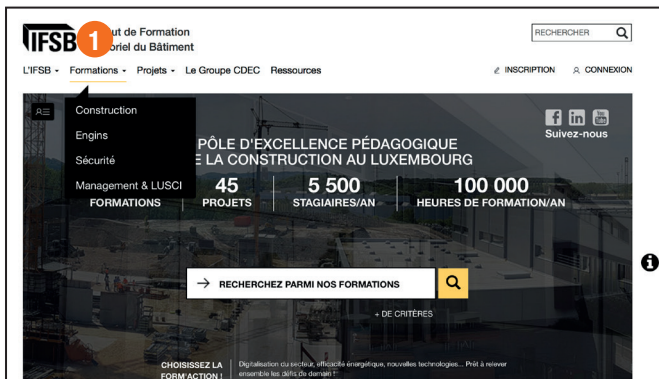 IFSB
ut de Formation
oriel du Bâtiment
1
RECHERCHER
L'IFSB
Formations
Projets
Le Groupe CDEC
Ressources
INSCRIPTION
CONNEXION
Construction
Engins
Sécurité
Management & LUSCI
Suivez-nous
PÔLE D'EXCELLENCE PÉDAGOGIQUE
E LA CONSTRUCTION AU LUXEMBOURG
FORMATIONS
45
PROJETS
5 500
STAGIAIRES/AN
100 000
HEURES DE FORMATION/AN
→ RECHERCHEZ PARMI NOS FORMATIONS
+ DE CRITÈRES
CHOISISSEZ LA
FORM'ACTION !
Digitalisation du secteur, efficacité énergétique, nouvelles technologies... Prêt à relever
ensemble les défis de demain !